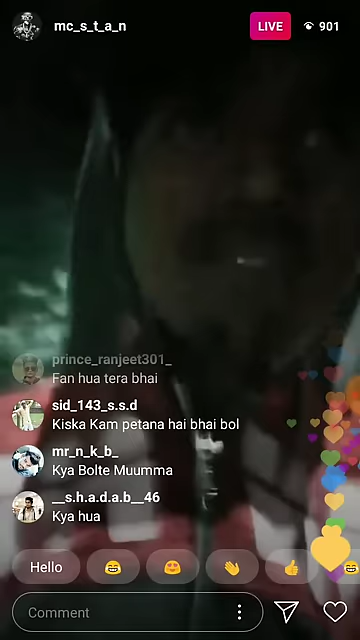 mc_s_t_a_n
LIVE
901
prince_ranjeet301_
Fan hua tera bhai
sid_143_s.s.d
Kiska Kam petana hai bhai bol
mr_n_k_b_
Kya Bolte Muumma
__s.h.a.d.a.b__46
Kya hua
Hello
Comment